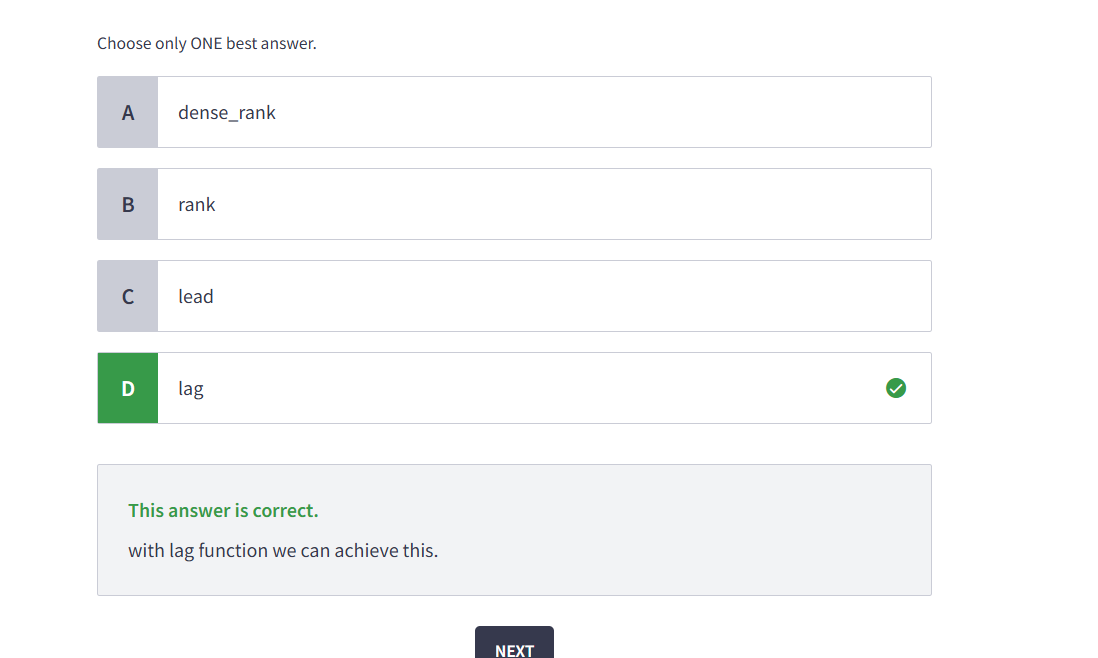 Choose only ONE best answer.
A dense_rank
B rank
C lead
D lag
This answer is correct.
with lag function we can achieve this.
NEXT